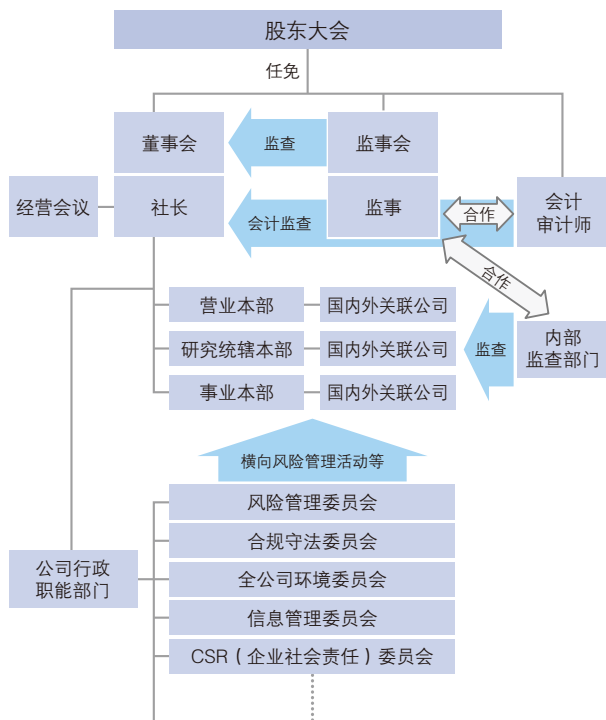 股东大会
任免
董事会
监查
监事会
经营会议
社长
会计监查
监事
合作
会计
审计师
合作
营业本部
国内外关联公司
研究统辖本部
国内外关联公司
监查
内部
监查部门
事业本部
国内外关联公司
横向风险管理活动等
风险管理委员会
合规守法委员会
公司行政
职能部门
全公司环境委员会
信息管理委员会
CSR（企业社会责任）委员会